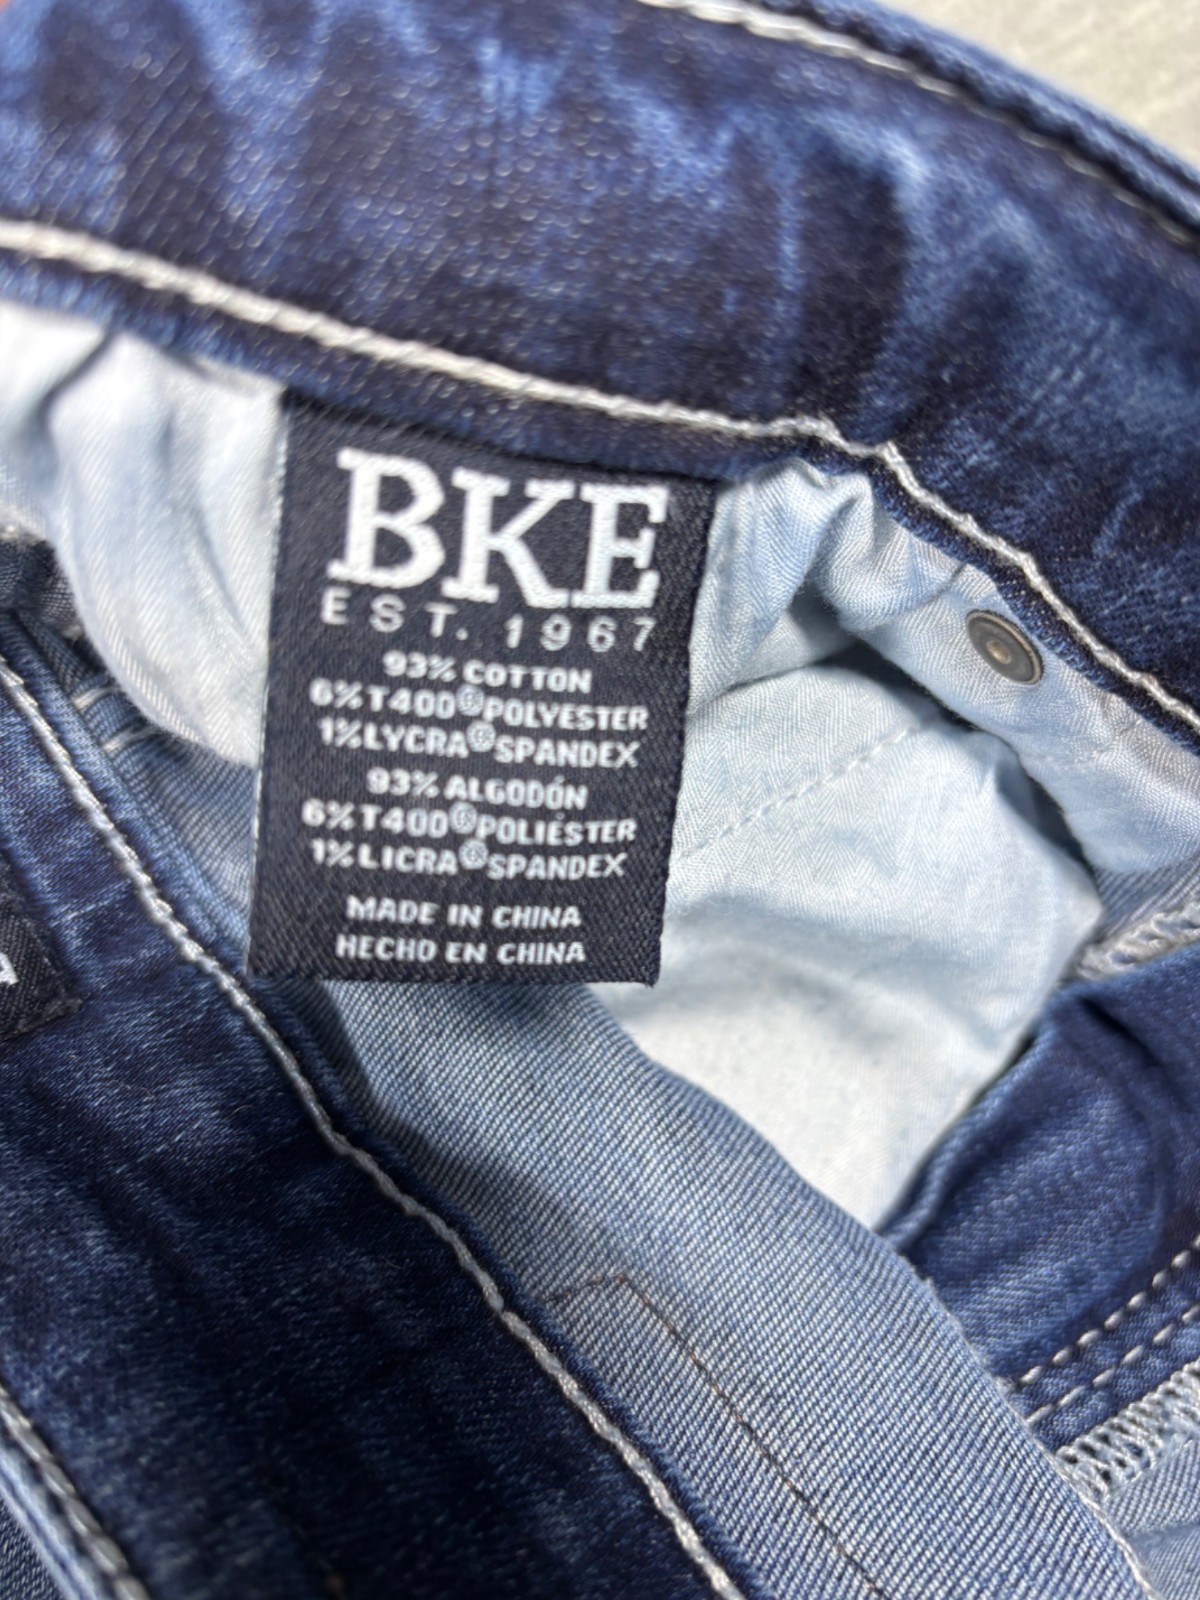 BKE
EST. 1967
93% COTTON
6% T400® POLYESTER
1% LYCRA® SPANDEX
93% ALGODÓN
6% T400® POLIÉSTER
1% LICRA® SPANDEX
MADE IN CHINA
HECHO EN CHINA